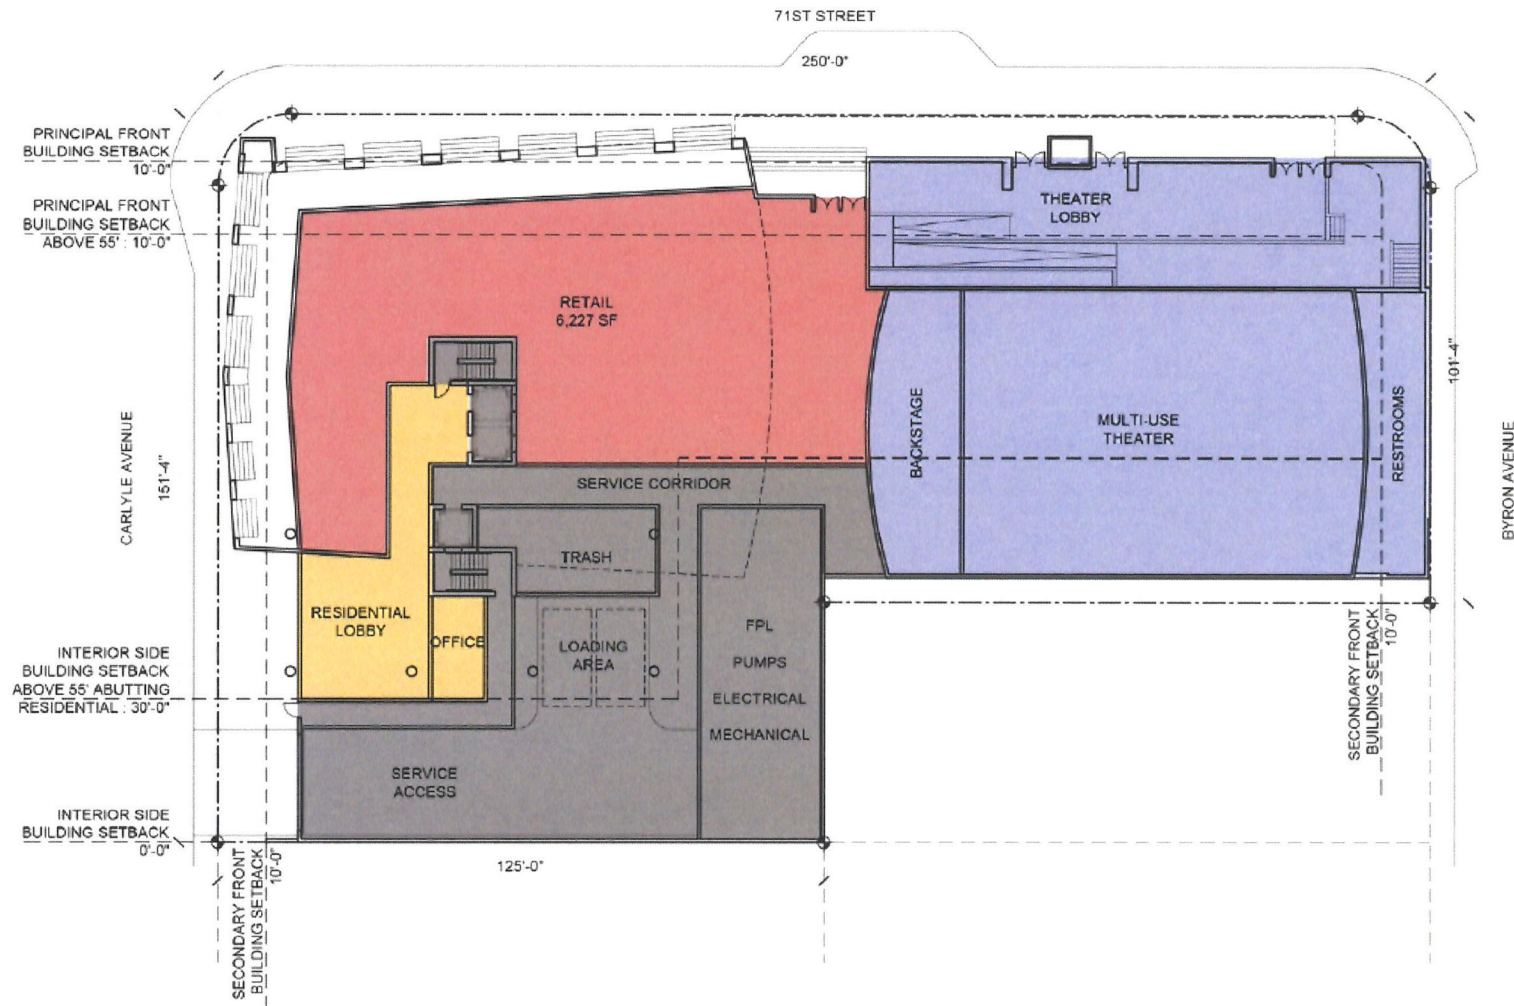 71ST STREET
250'-0"
PRINCIPAL FRONT
BUILDING SETBACK
10'-0"
PRINCIPAL FRONT
BUILDING SETBACK
ABOVE 55' : 10'-0"
THEATER
LOBBY
RETAIL
6,227 SF
CARLYLE AVENUE
151'-4"
BACKSTAGE
MULTI-USE
THEATER
RESTROOMS
101'-4"
BYRON AVENUE
SERVICE CORRIDOR
TRASH
RESIDENTIAL
LOBBY
OFFICE
LOADING
AREA
FPL
PUMPS
ELECTRICAL
MECHANICAL
INTERIOR SIDE
BUILDING SETBACK
ABOVE 55' ABUTTING
RESIDENTIAL : 30'-0"
SECONDARY FRONT
BUILDING SETBACK
10'-0"
SERVICE
ACCESS
INTERIOR SIDE
BUILDING SETBACK
0'-0"
125'-0"
SECONDARY FRONT
BUILDING SETBACK
10'-0"